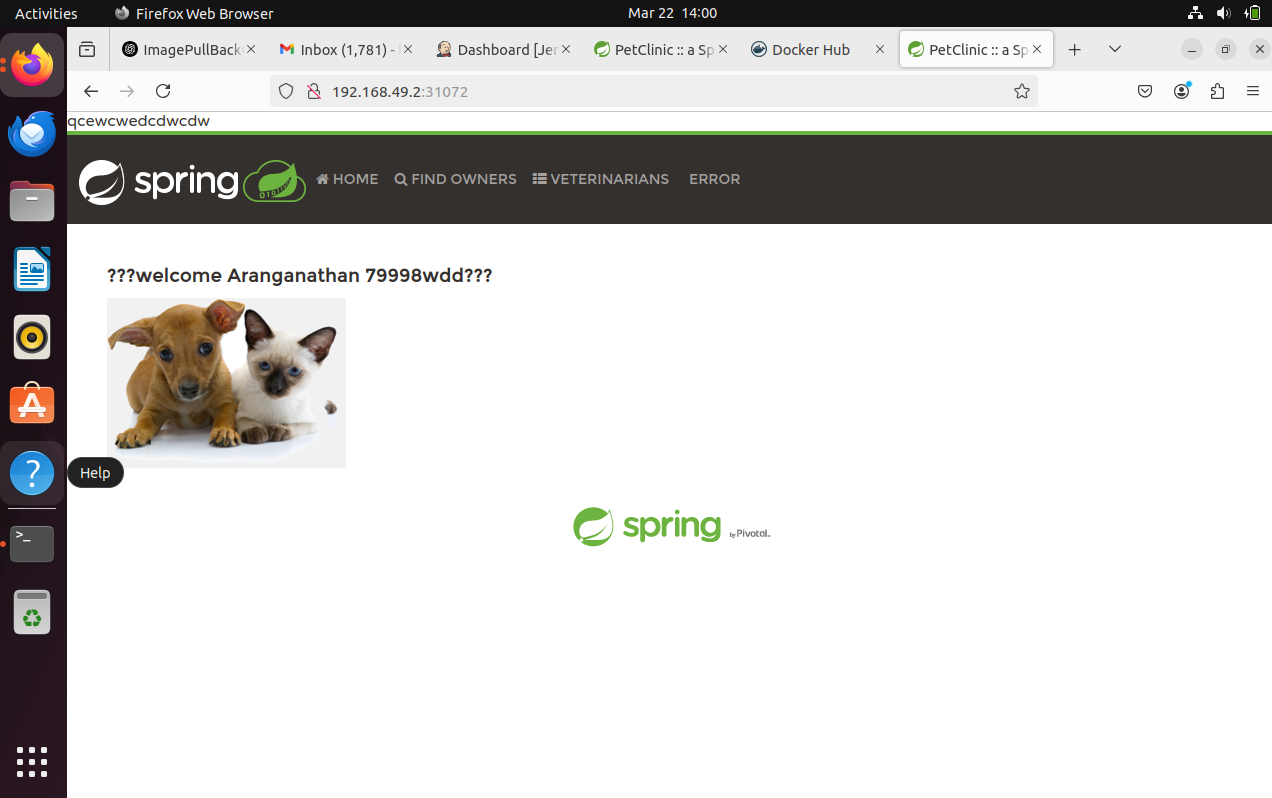 Activities Firefox Web Browser Mar 22 14:00
ImagePullBack Inbox (1,781) - Dashboard [Jer PetClinic :: a Sp Docker Hub PetClinic :: a Sp
192.168.49.2:31072
qcewcwedcdwcdw
spring HOME FIND OWNERS VETERINARIANS ERROR
???welcome Aranganathan 79998wdd???
Help
spring by Pivotal